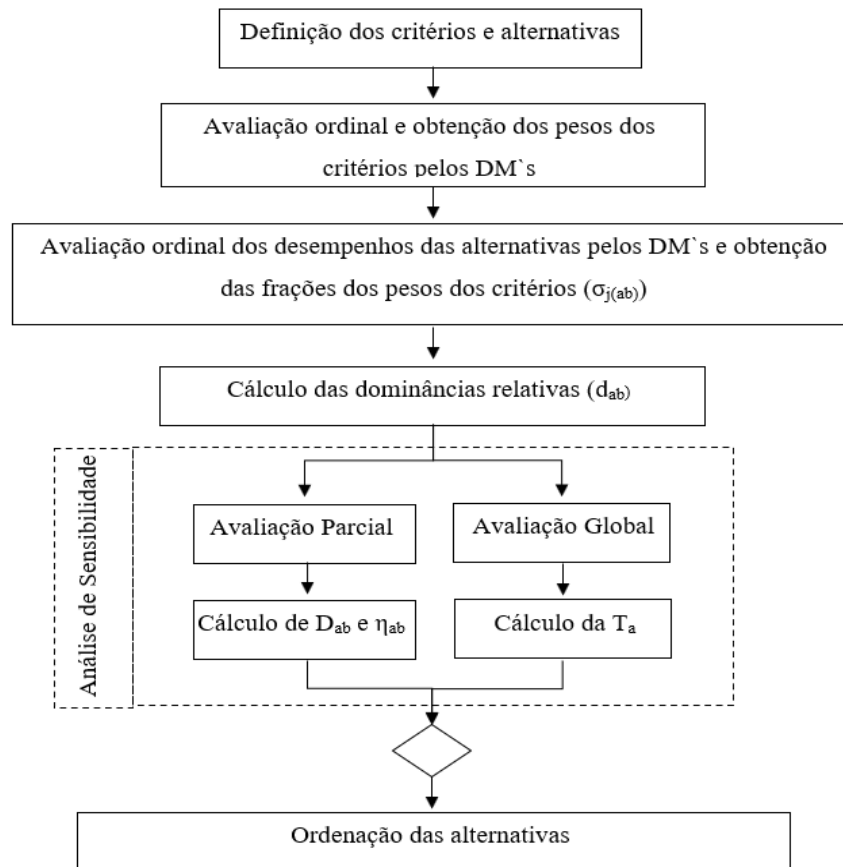 Definição dos critérios e alternativas
Avaliação ordinal e obtenção dos pesos dos
critérios pelos DM`s
Avaliação ordinal dos desempenhos das alternativas pelos DM`s e obtenção
das frações dos pesos dos critérios (σj(ab))
Cálculo das dominâncias relativas (dab)
Análise de Sensibilidade
Avaliação Parcial
Avaliação Global
Cálculo de Dab e ηab
Cálculo da Ta
Ordenação das alternativas